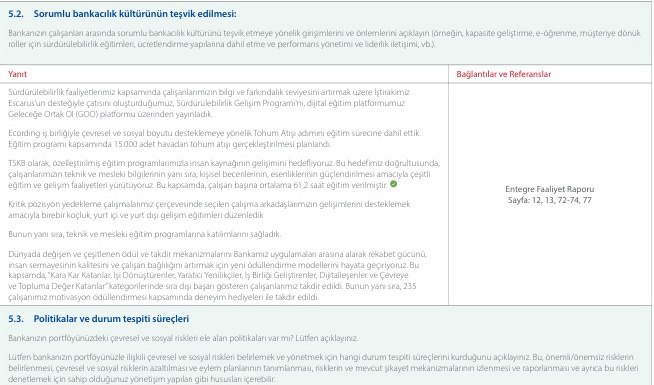 5.2. Sorumlu bankacılık kültürünün teşvik edilmesi:
Bankanızın çalışanları arasında sorumlu bankacılık kültürünü teşvik etmeye yönelik girişimlerini ve önlemlerini açıklayın (örneğin, kapasite geliştirme, e-öğrenme, müşteriye dönük
roller için sürdürülebilirlik eğitimleri, ücretlendirme yapılarına dahil etme ve performans yönetimi ve liderlik iletişimi, vb.).
Yanıt
Bağlantılar ve Referanslar
Sürdürülebilirlik faaliyetlerimiz kapsamında çalışanlarımızın bilgi ve farkındalık seviyesini artırmak üzere İştirakimiz
Escarus'un desteğiyle çatısını oluşturduğumuz, Sürdürülebilirlik Gelişim Programı'nı, dijital eğitim platformumuz
Geleceğe Ortak Ol (GOO) platformu üzerinden yayınladık.
Ecording iş birliğiyle çevresel ve sosyal boyutu desteklemeye yönelik Tohum Atışı adımını eğitim sürecine dahil ettik.
Eğitim programı kapsamında 15.000 adet havadan tohum atışı gerçekleştirilmesi planlandı.
TSKB olarak, özelleştirilmiş eğitim programlarımızla insan kaynağının gelişimini hedefliyoruz. Bu hedefimiz doğrultusunda,
çalışanlarımızın teknik ve mesleki bilgilerinin yanı sıra; kişisel becerilerinin, esenliklerinin güçlendirilmesi amacıyla çeşitli
eğitim ve gelişim faaliyetleri yürütüyoruz. Bu kapsamda, çalışan başına ortalama 61,2 saat eğitim verilmiştir.
Kritik pozisyon yedekleme çalışmalarımız çerçevesinde seçilen çalışma arkadaşlarımızın gelişimlerini desteklemek
amacıyla birebir koçluk, yurt içi ve yurt dışı gelişim eğitimleri düzenledik
Bunun yanı sıra, teknik ve mesleki eğitim programlarına katılımlarını sağladık.
Dünyada değişen ve çeşitlenen ödül ve takdir mekanizmalarını Bankamız uygulamaları arasına alarak rekabet gücünü,
insan sermayesinin kalitesini ve çalışan bağlılığını artırmak için yeni ödüllendirme modellerini hayata geçiriyoruz. Bu
kapsamda, "Kara Kar Katanlar, İşi Dönüştürenler, Yaratıcı Yenilikçiler, İş Birliği Geliştirenler, Dijitalleşenler ve Çevreye
ve Topluma Değer Katanlar" kategorilerinde sıra dışı başarı gösteren çalışanlarımız takdir edildi. Bunun yanı sıra, 235
çalışanımız motivasyon ödüllendirmesi kapsamında deneyim hediyeleri ile takdir edildi.
Entegre Faaliyet Raporu
Sayfa: 12, 13, 72-74, 77
5.3. Politikalar ve durum tespiti süreçleri
Bankanızın portföyünüzdeki çevresel ve sosyal riskleri ele alan politikaları var mı? Lütfen açıklayınız.
Lütfen bankanızın portföyünüzle ilişkili çevresel ve sosyal riskleri belirlemek ve yönetmek için hangi durum tespiti süreçlerini kurduğunu açıklayınız. Bu, önemli/önemsiz risklerin
belirlenmesi, çevresel ve sosyal risklerin azaltılması ve eylem planlarının tanımlanması, risklerin ve mevcut şikayet mekanizmalarının izlenmesi ve raporlanması ve ayrıca bu riskleri
denetlemek için sahip olduğunuz yönetişim yapıları gibi hususları içerebilir.